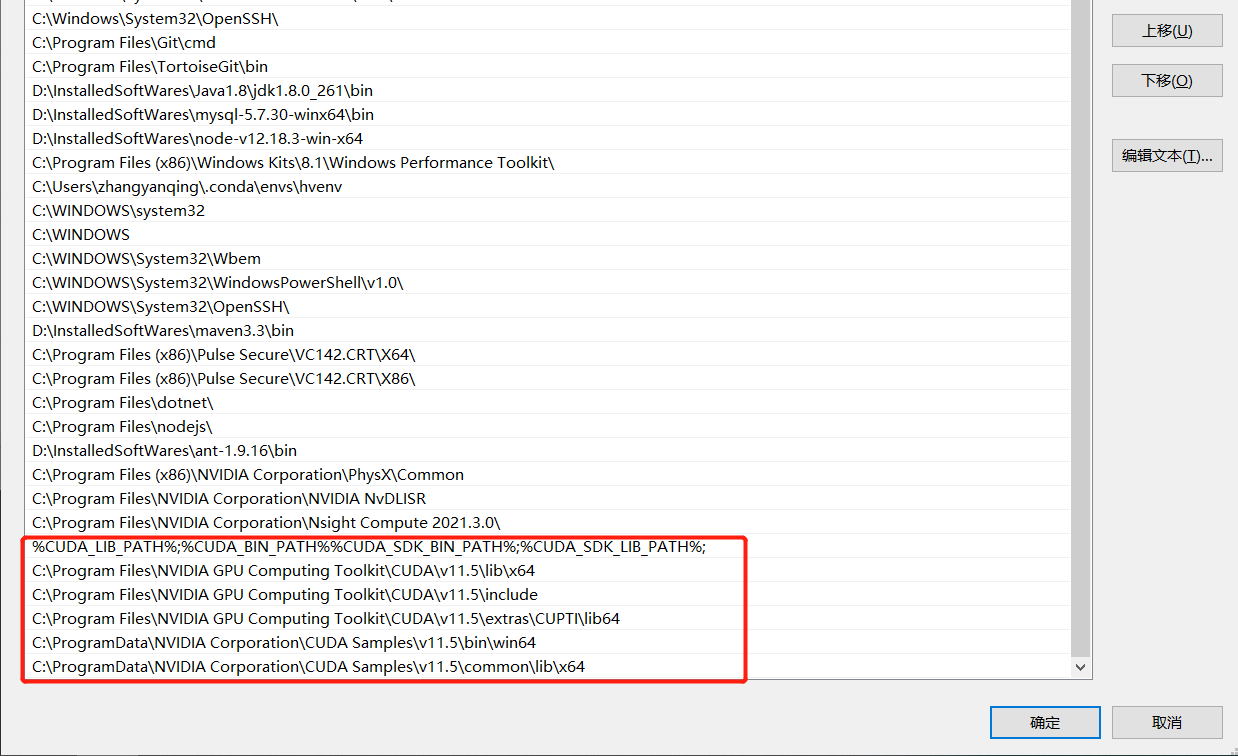 C:\Windows\System32\OpenSSH\
C:\Program Files\Git\cmd
C:\Program Files\TortoiseGit\bin
D:\InstalledSoftWares\Java1.8\jdk1.8.0_261\bin
D:\InstalledSoftWares\mysql-5.7.30-winx64\bin
D:\InstalledSoftWares\node-v12.18.3-win-x64
C:\Program Files (x86)\Windows Kits\8.1\Windows Performance Toolkit\
C:\Users\zhangyanqing\.conda\envs\hvenv
C:\WINDOWS\system32
C:\WINDOWS
C:\WINDOWS\System32\Wbem
C:\WINDOWS\System32\WindowsPowerShell\v1.0\
C:\WINDOWS\System32\OpenSSH\
D:\InstalledSoftWares\maven3.3\bin
C:\Program Files (x86)\Pulse Secure\VC142.CRT\X64\
C:\Program Files (x86)\Pulse Secure\VC142.CRT\X86\
C:\Program Files\dotnet\
C:\Program Files\nodejs\
D:\InstalledSoftWares\ant-1.9.16\bin
C:\Program Files (x86)\NVIDIA Corporation\PhysX\Common
C:\Program Files\NVIDIA Corporation\NVIDIA NvDLISR
C:\Program Files\NVIDIA Corporation\Nsight Compute 2021.3.0\
%CUDA_LIB_PATH%;%CUDA_BIN_PATH%%CUDA_SDK_BIN_PATH%;%CUDA_SDK_LIB_PATH%;
C:\Program Files\NVIDIA GPU Computing Toolkit\CUDA\v11.5\lib\x64
C:\Program Files\NVIDIA GPU Computing Toolkit\CUDA\v11.5\include
C:\Program Files\NVIDIA GPU Computing Toolkit\CUDA\v11.5\extras\CUPTI\lib64
C:\ProgramData\NVIDIA Corporation\CUDA Samples\v11.5\bin\win64
C:\ProgramData\NVIDIA Corporation\CUDA Samples\v11.5\common\lib\x64
上移(U)
下移(O)
编辑文本(T)...
确定
取消